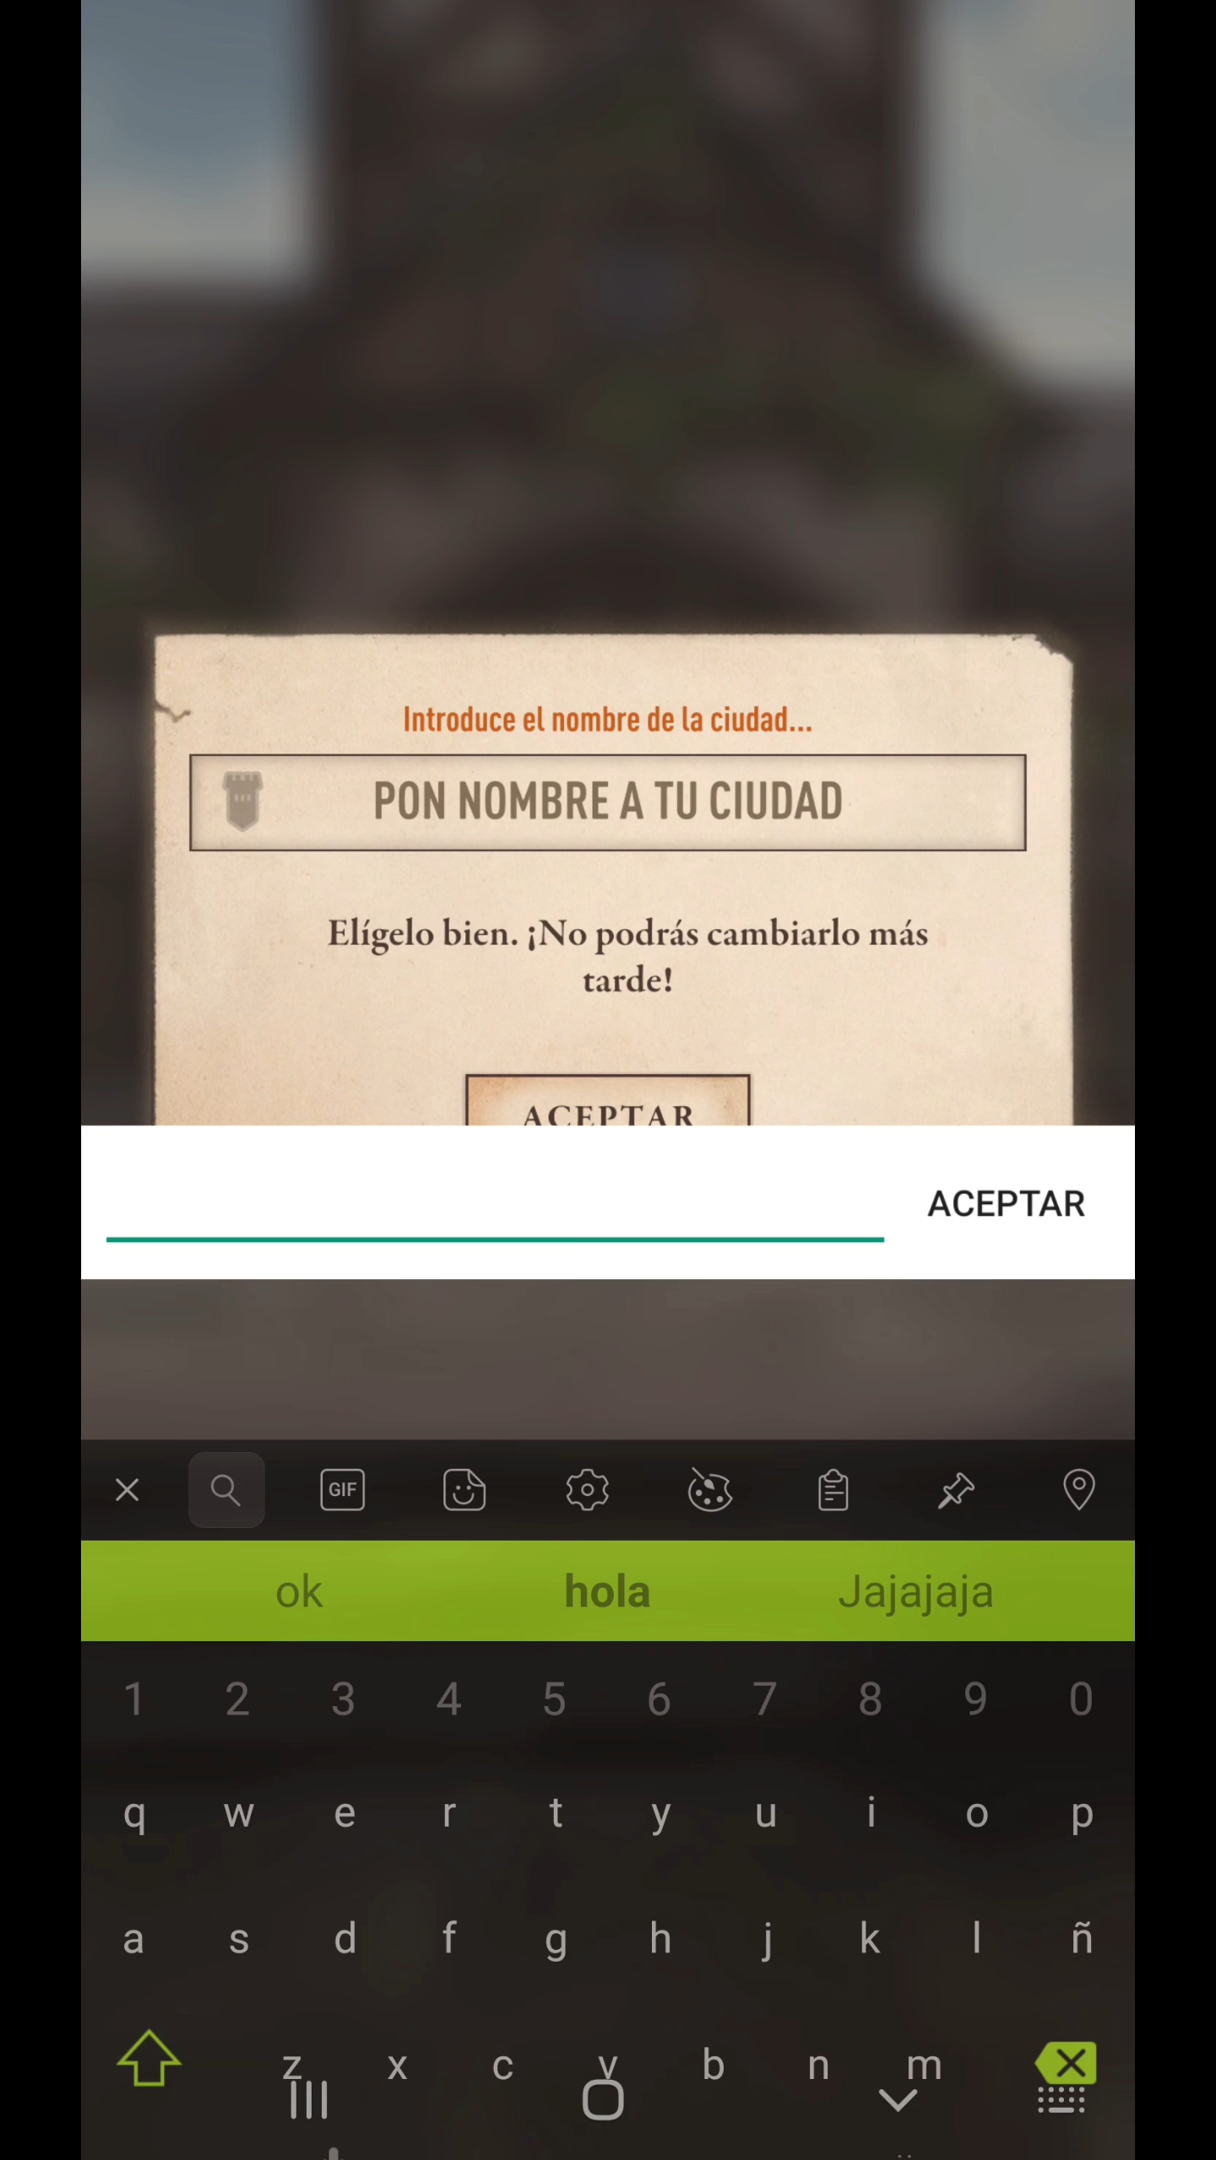 Introduce el nombre de la ciudad...
PON NOMBRE A TU CIUDAD
Elígelo bien. ¡No podrás cambiarlo más
tarde!
ACEPTAR
ACEPTAR
GIF
ok hola Jajajaja
1 2 3 4 5 6 7 8 9 0
q w e r t y u i o p
a s d f g h j k l ñ
z x c v b n m